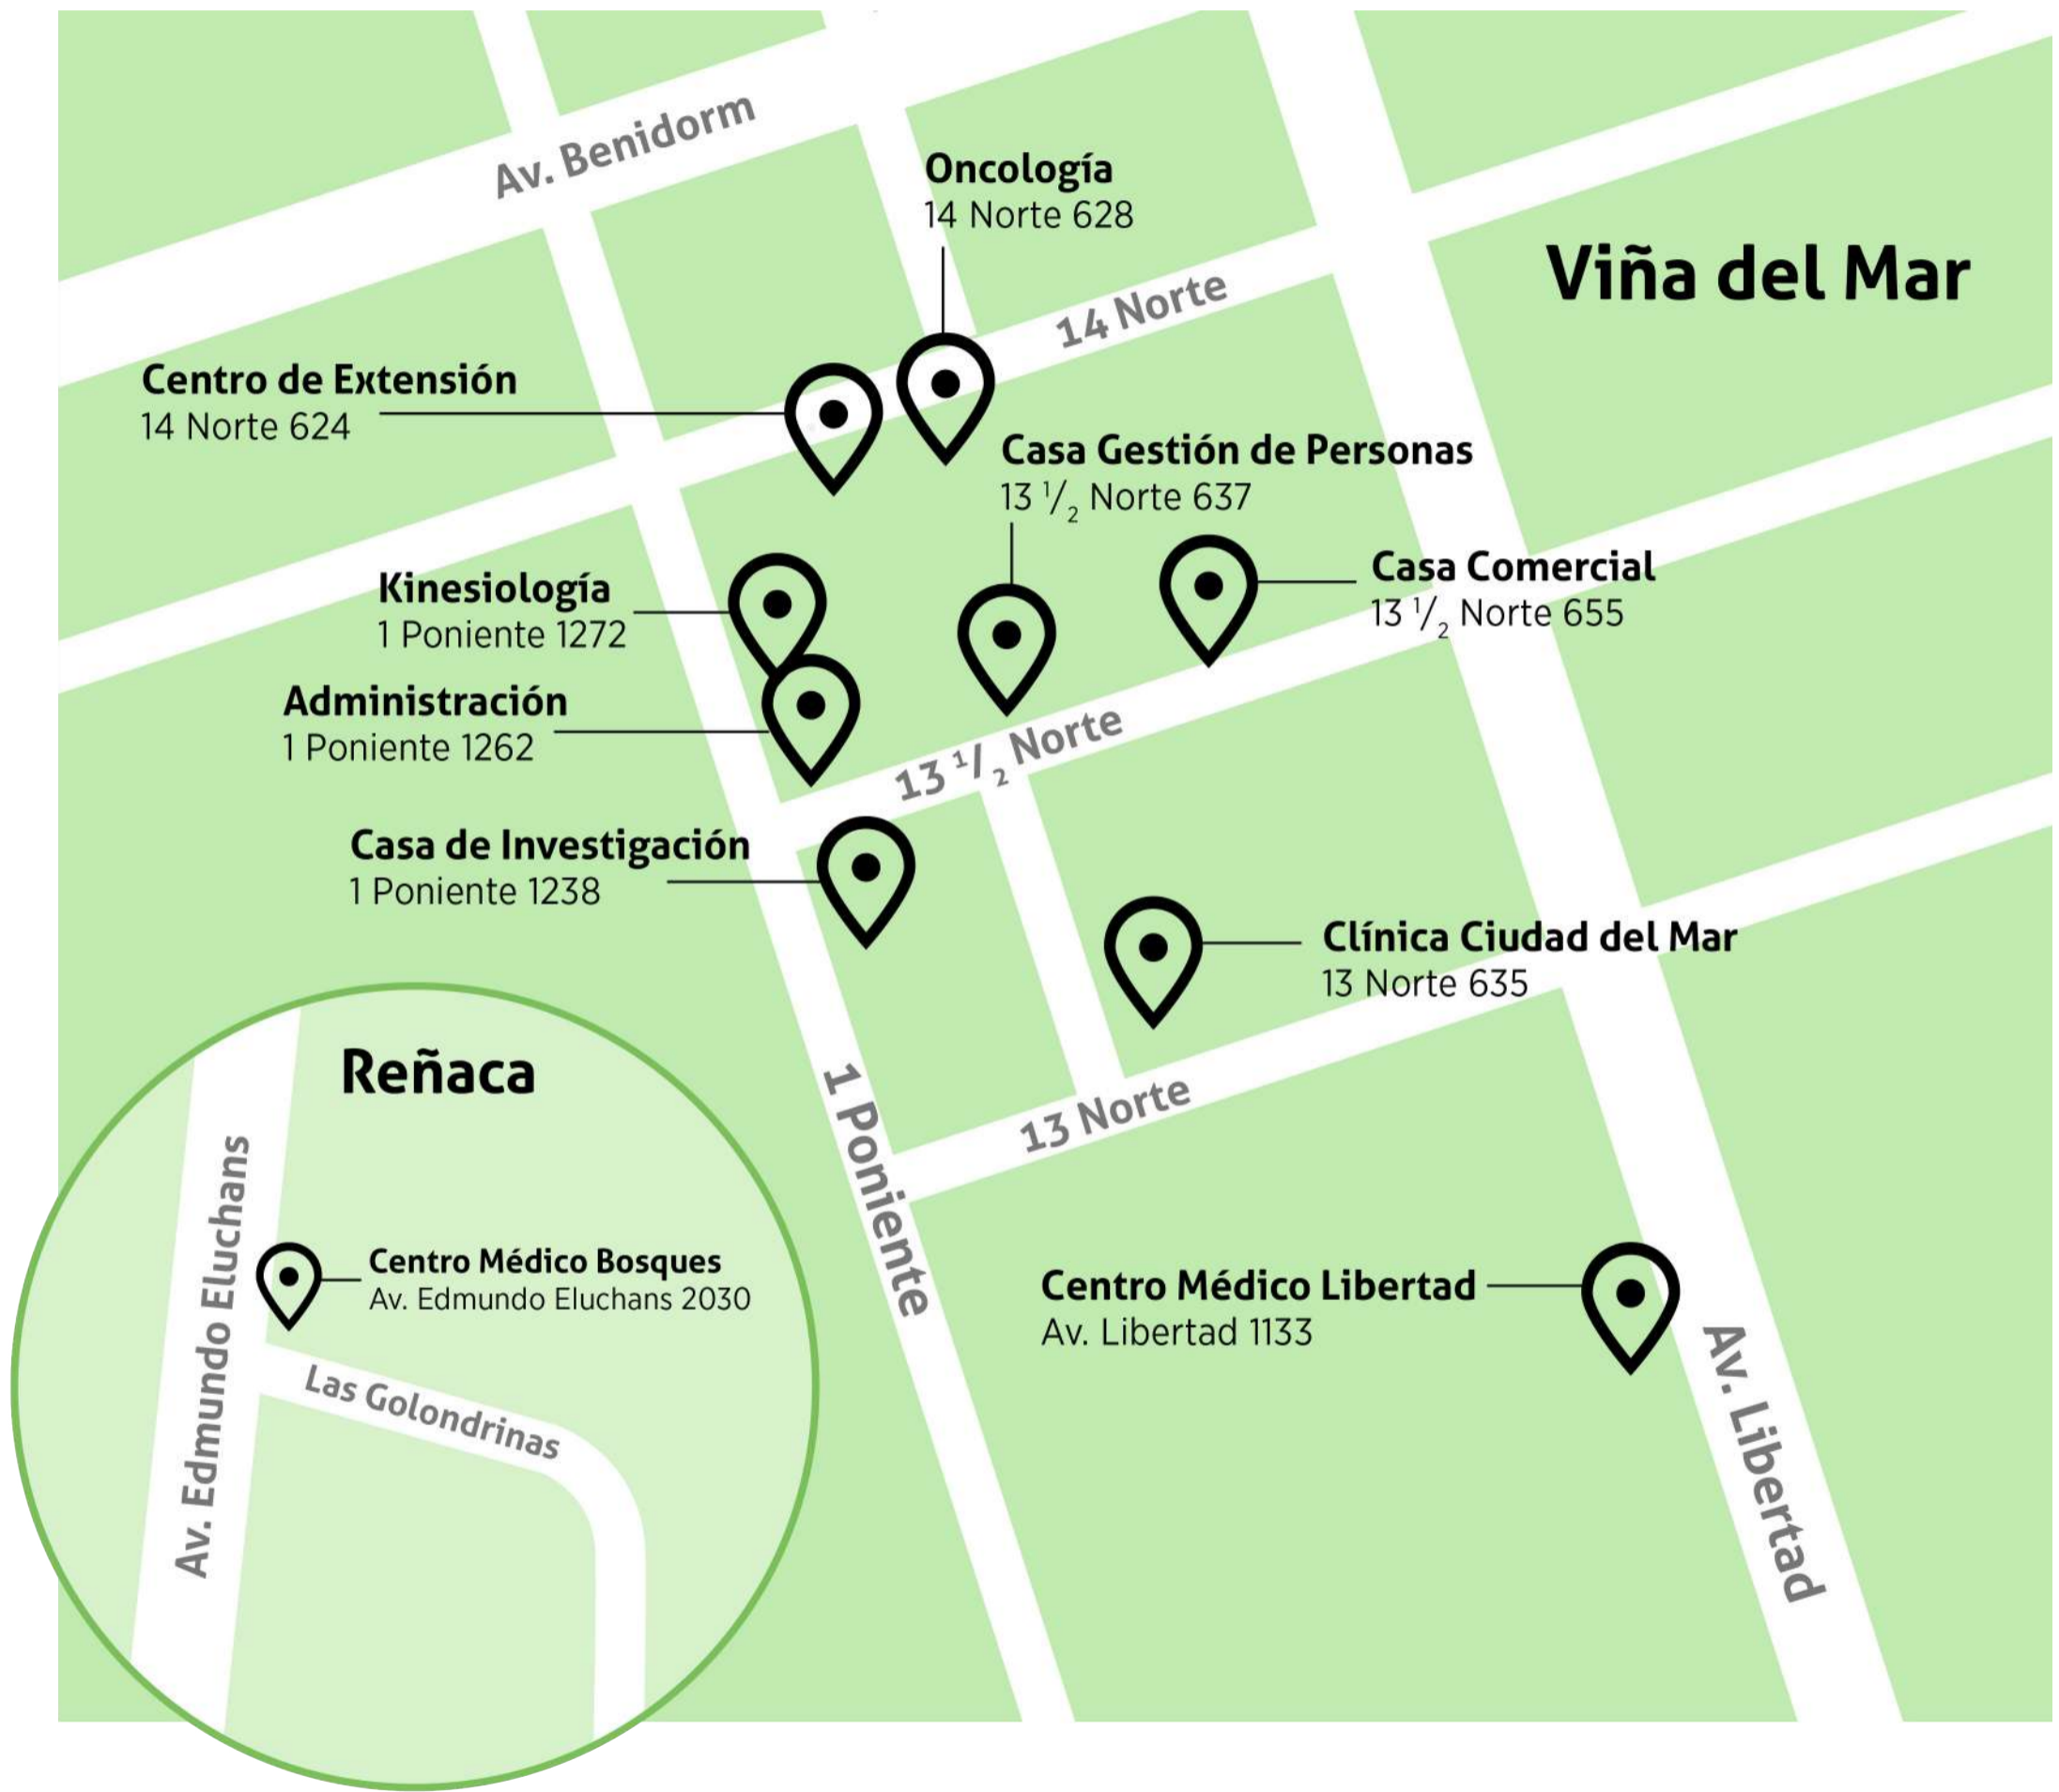 Av. Benidorm
Oncología
14 Norte 628
Viña del Mar
14 Norte
Centro de Extensión
14 Norte 624
Casa Gestión de Personas
13 1/2 Norte 637
Casa Comercial
13 1/2 Norte 655
Kinesiología
1 Poniente 1272
Administración
1 Poniente 1262
13 1/2 Norte
Casa de Investigación
1 Poniente 1238
Clínica Ciudad del Mar
13 Norte 635
1 Poniente
13 Norte
Centro Médico Libertad
Av. Libertad 1133
Av. Libertad
Reñaca
Av. Edmundo Eluchans
Centro Médico Bosques
Av. Edmundo Eluchans 2030
Las Golondrinas